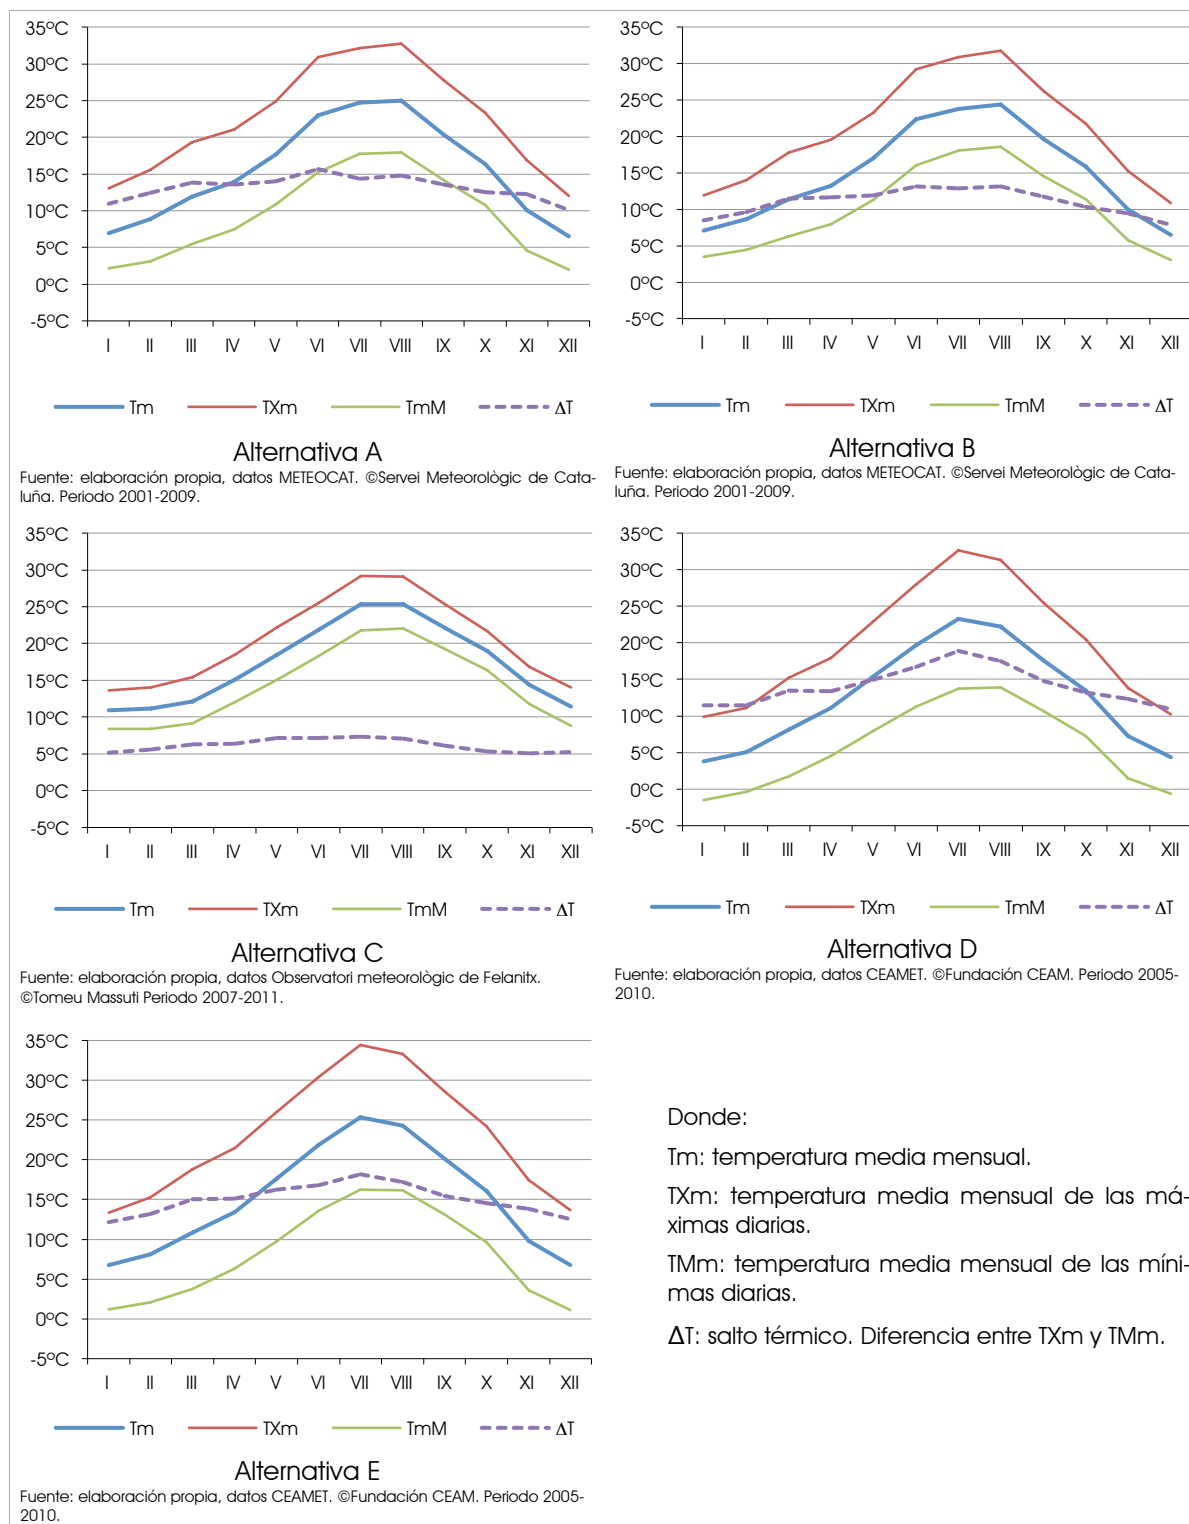 35ºC
30ºC
25ºC
20ºC
15ºC
10ºC
5ºC
0ºC
-5ºC
I II III IV V VI VII VIII IX X XI XII
Tm TXm TmM ΔT
Alternativa A
Fuente: elaboración propia, datos METEOCAT. ©Servei Meteorològic de Cata-
luña. Periodo 2001-2009.
35ºC
30ºC
25ºC
20ºC
15ºC
10ºC
5ºC
0ºC
-5ºC
I II III IV V VI VII VIII IX X XI XII
Tm TXm TmM ΔT
Alternativa B
Fuente: elaboración propia, datos METEOCAT. ©Servei Meteorològic de Cata-
luña. Periodo 2001-2009.
35ºC
30ºC
25ºC
20ºC
15ºC
10ºC
5ºC
0ºC
-5ºC
I II III IV V VI VII VIII IX X XI XII
Tm TXm TmM ΔT
Alternativa C
Fuente: elaboración propia, datos Observatori meteorològic de Felanitx.
©Tomeu Massuti Periodo 2007-2011.
35ºC
30ºC
25ºC
20ºC
15ºC
10ºC
5ºC
0ºC
-5ºC
I II III IV V VI VII VIII IX X XI XII
Tm TXm TmM ΔT
Alternativa D
Fuente: elaboración propia, datos CEAMET. ©Fundación CEAM. Periodo 2005-
2010.
35ºC
30ºC
25ºC
20ºC
15ºC
10ºC
5ºC
0ºC
-5ºC
I II III IV V VI VII VIII IX X XI XII
Tm TXm TmM ΔT
Alternativa E
Fuente: elaboración propia, datos CEAMET. ©Fundación CEAM. Periodo 2005-
2010.
Donde:
Tm: temperatura media mensual.
TXm: temperatura media mensual de las má-
ximas diarias.
TMm: temperatura media mensual de las míni-
mas diarias.
ΔT: salto térmico. Diferencia entre TXm y TMm.